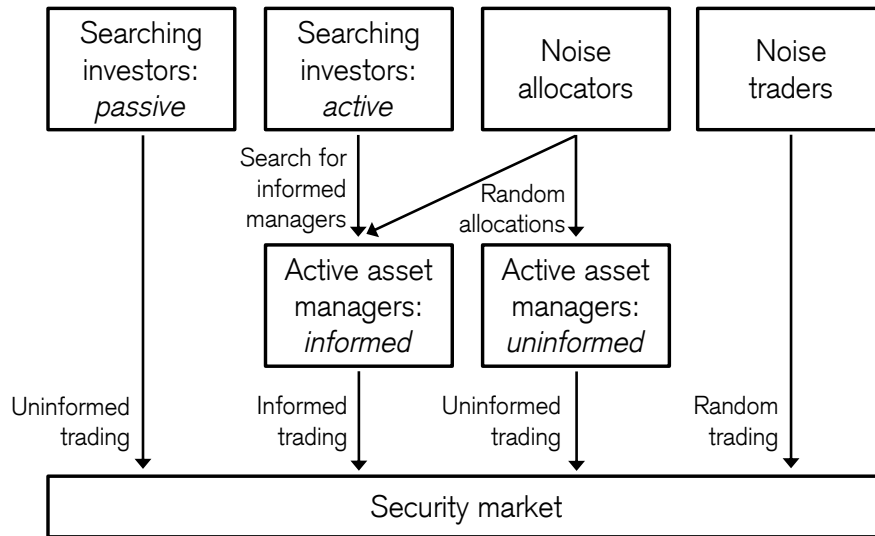 Searching
investors:
passive
Searching
investors:
active
Noise
allocators
Noise
traders
Search for
informed
managers
Random
allocations
Active asset
managers:
informed
Active asset
managers:
uninformed
Uninformed
trading
Informed
trading
Uninformed
trading
Random
trading
Security market